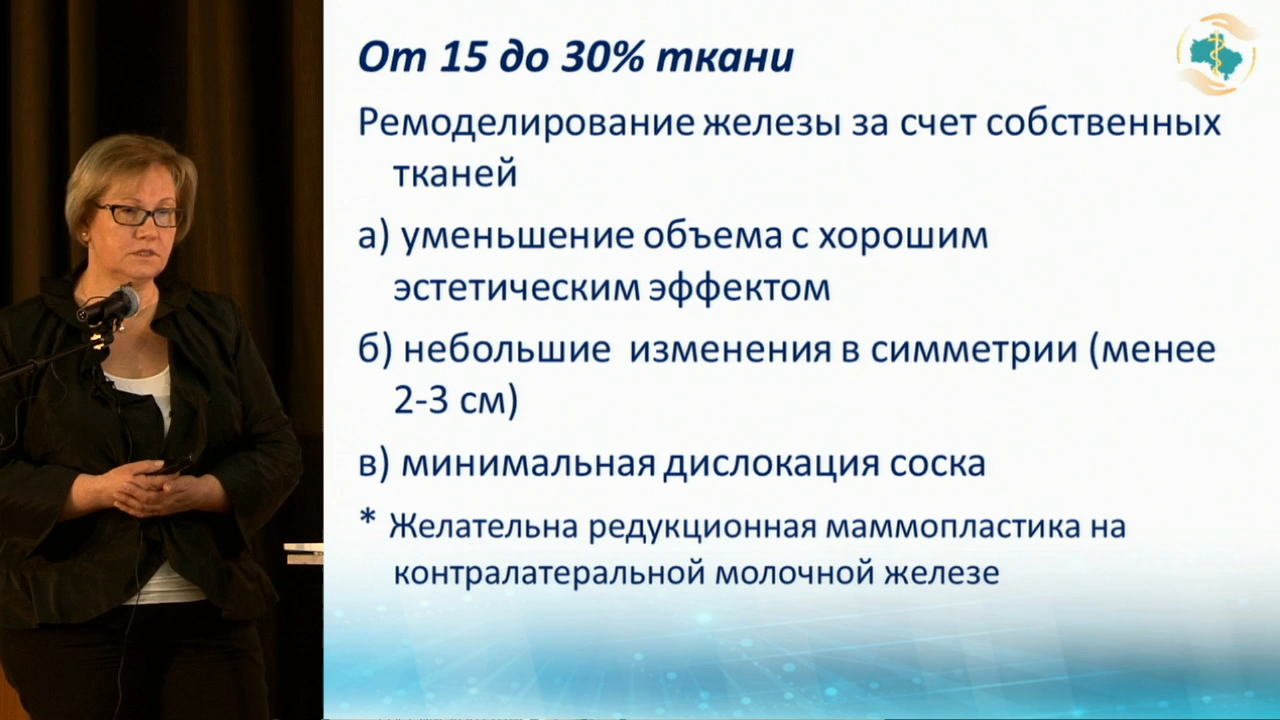 От 15 до 30% ткани
Ремоделирование железы за счет собственных
тканей
а) уменьшение объема с хорошим
эстетическим эффектом
б) небольшие  изменения в симметрии (менее
2-3 см)
в) минимальная дислокация соска
* Желательна редукционная маммопластика на
контралатеральной молочной железе